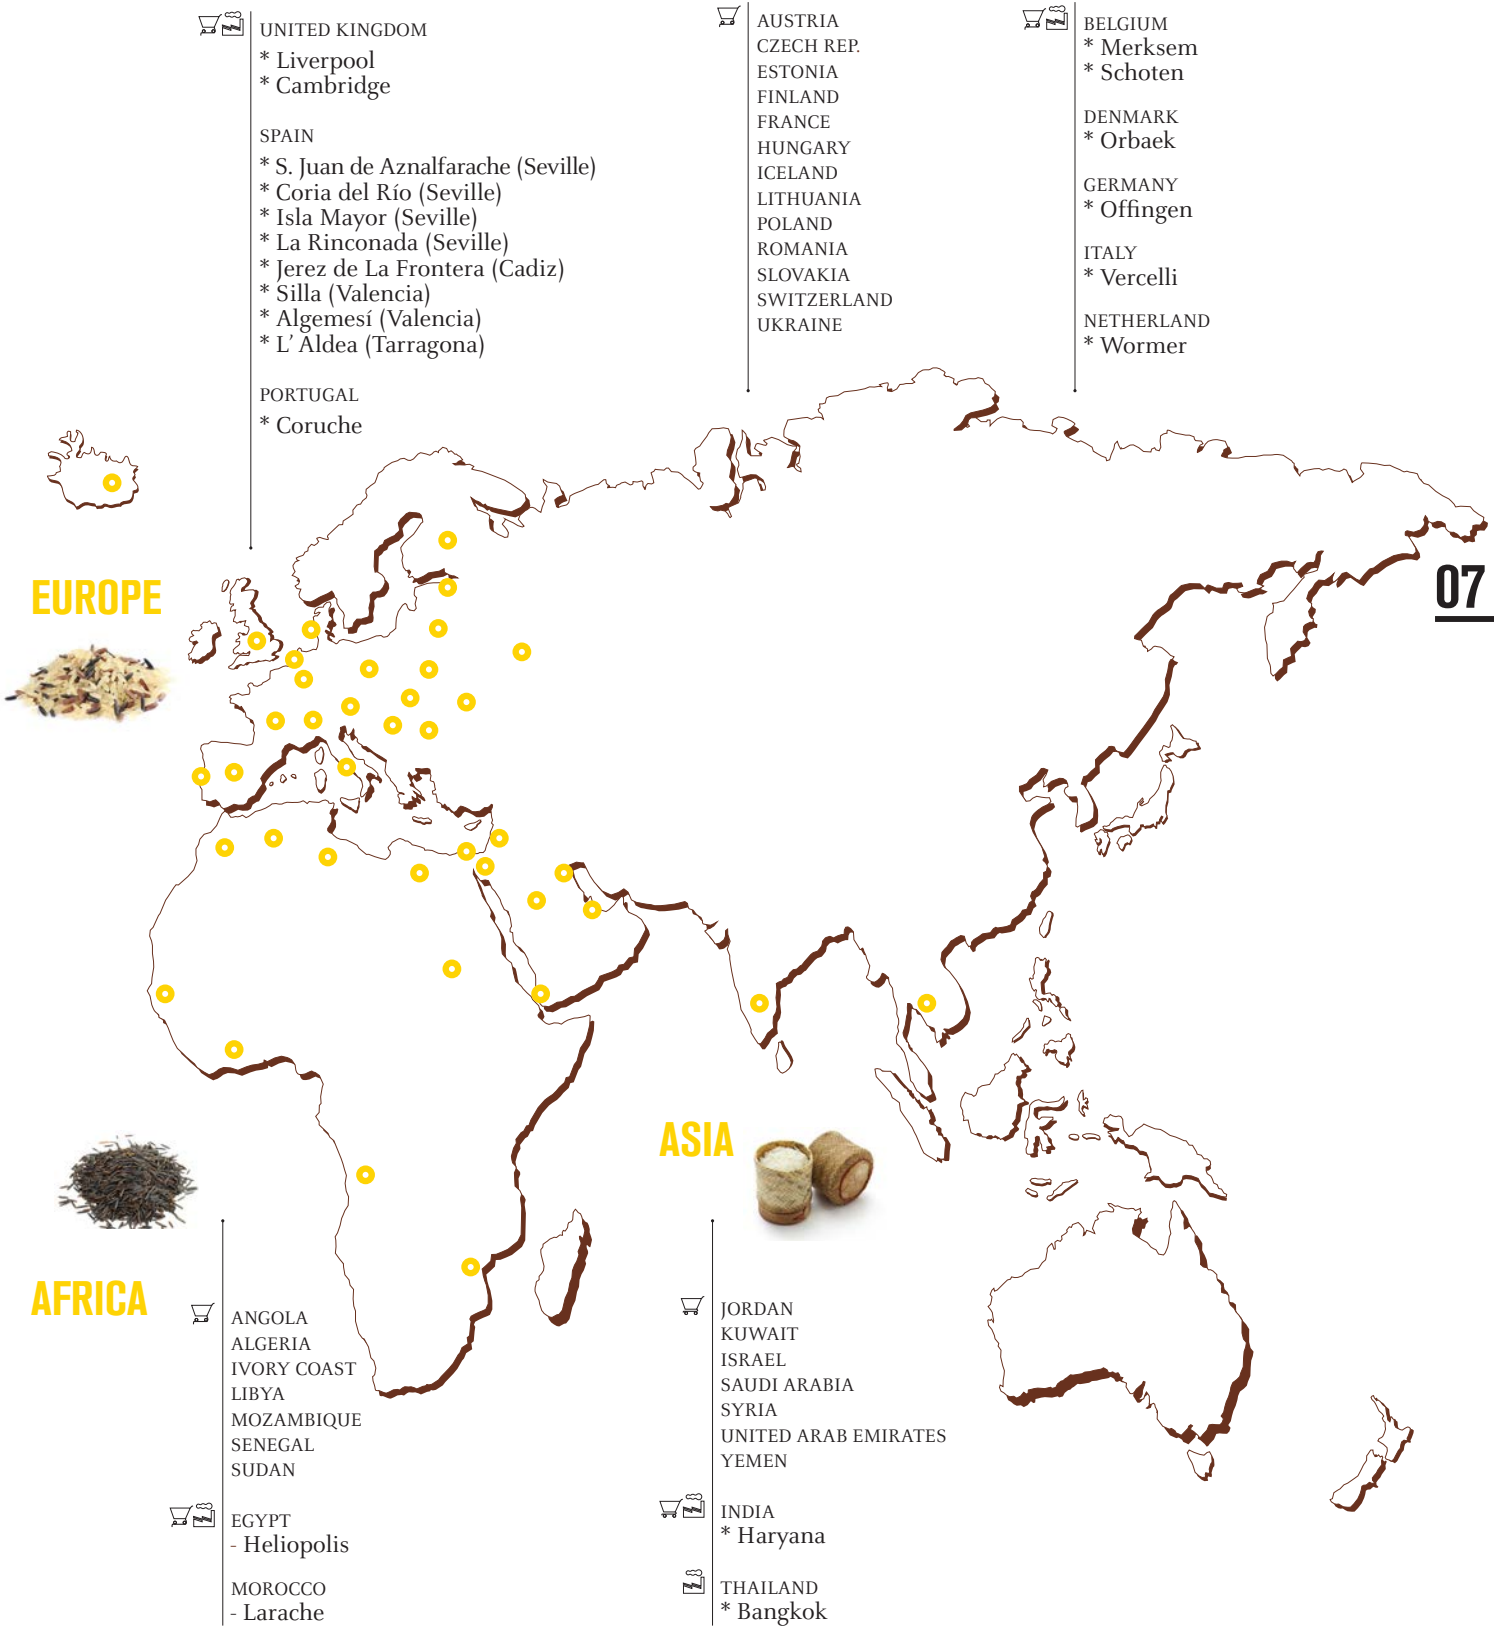 UNITED KINGDOM
* Liverpool
* Cambridge
SPAIN
* S. Juan de Aznalfarache (Seville)
* Coria del Río (Seville)
* Isla Mayor (Seville)
* La Rinconada (Seville)
* Jerez de La Frontera (Cadiz)
* Silla (Valencia)
* Algemesí (Valencia)
* L’ Aldea (Tarragona)
PORTUGAL
* Coruche
AUSTRIA
CZECH REP.
ESTONIA
FINLAND
FRANCE
HUNGARY
ICELAND
LITHUANIA
POLAND
ROMANIA
SLOVAKIA
SWITZERLAND
UKRAINE
BELGIUM
* Merksem
* Schoten
DENMARK
* Orbaek
GERMANY
* Offingen
ITALY
* Vercelli
NETHERLAND
* Wormer
EUROPE
07
ASIA
AFRICA
ANGOLA
ALGERIA
IVORY COAST
LIBYA
MOZAMBIQUE
SENEGAL
SUDAN
EGYPT
- Heliopolis
MOROCCO
- Larache
JORDAN
KUWAIT
ISRAEL
SAUDI ARABIA
SYRIA
UNITED ARAB EMIRATES
YEMEN
INDIA
* Haryana
THAILAND
* Bangkok